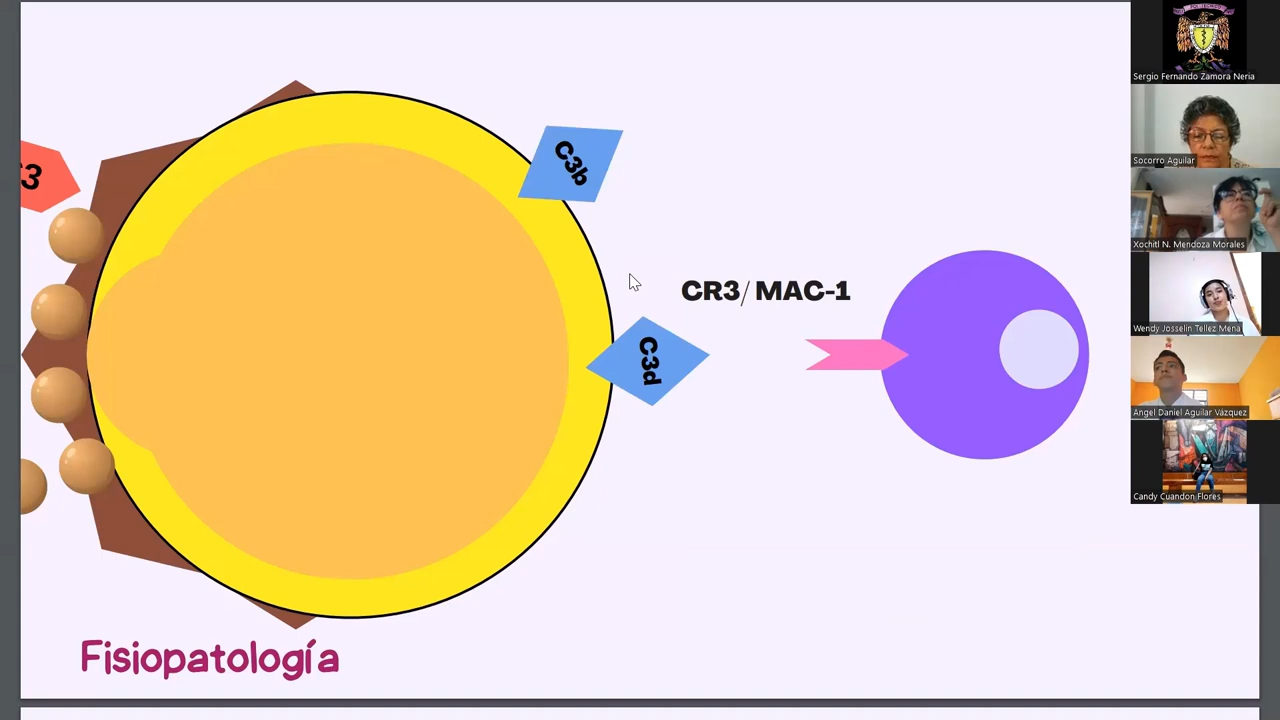 C3b
3
CR3/ MAC-1
C3d
Fisiopatología
Sergio Fernando Zamora Neria
Socorro Aguilar
Xochitl N. Mendoza Morales
Wendy Josselin Tellez Mena
Angel Daniel Aguilar Vázquez
Candy Cuandon Flores